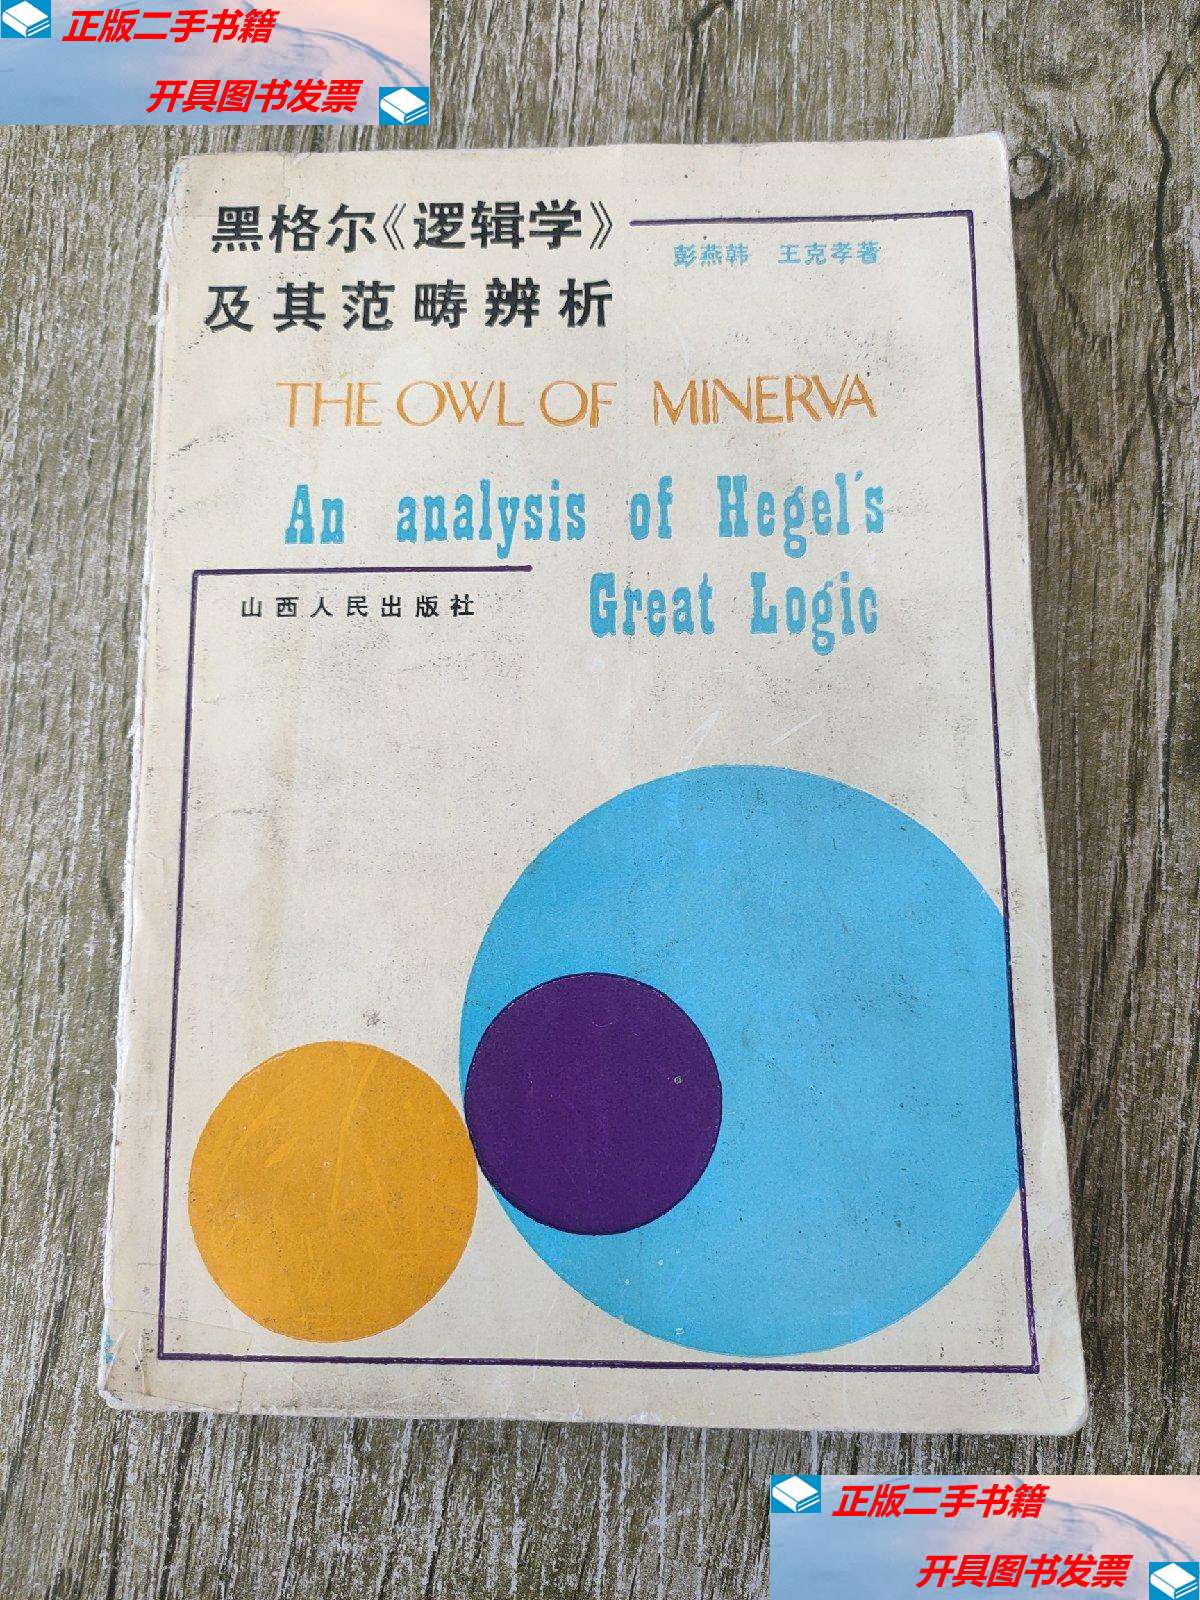 正版二手书籍
开具图书发票
黑格尔《逻辑学》
彭燕韩 王克孝著
及其范畴辨析
THE OWL OF MINERVA
An analysis of Hegel's
Great Logic
山西人民出版社
正版二手书籍
开具图书发票